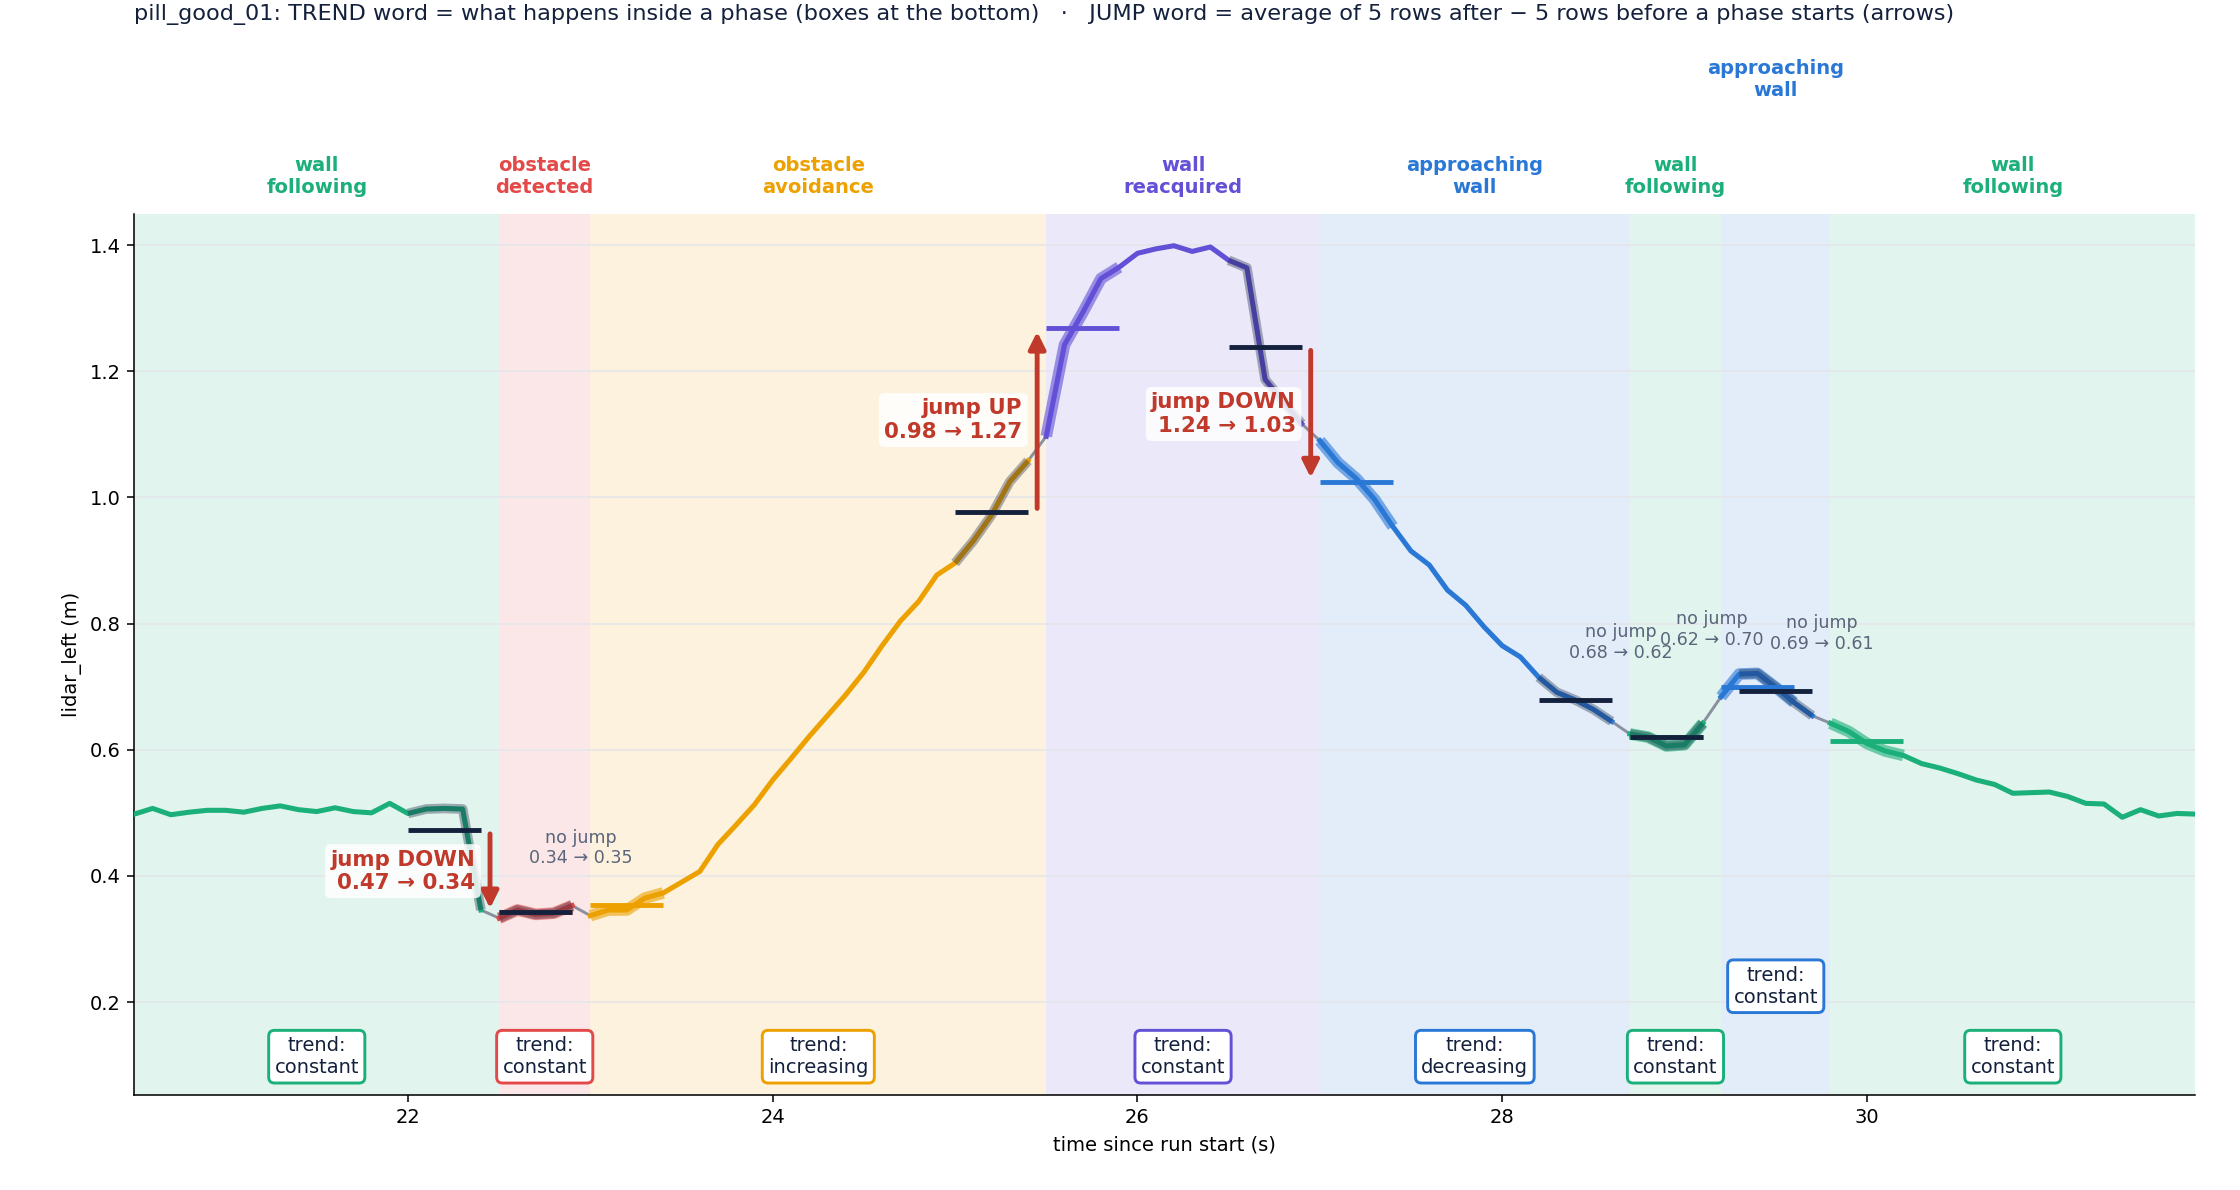 pill_good_01: TREND word = what happens inside a phase (boxes at the bottom)   ·   JUMP word = average of 5 rows after − 5 rows before a phase starts (arrows)
approaching
wall
wall
following
obstacle
detected
obstacle
avoidance
wall
reacquired
approaching
wall
wall
following
wall
following
1.4
1.2
1.0
0.8
0.6
0.4
0.2
lidar_left (m)
jump UP
0.98 → 1.27
jump DOWN
1.24 → 1.03
no jump
0.68 → 0.62
no jump
0.62 → 0.70
no jump
0.69 → 0.61
jump DOWN
0.47 → 0.34
no jump
0.34 → 0.35
trend:
constant
trend:
constant
trend:
constant
trend:
increasing
trend:
constant
trend:
decreasing
trend:
constant
trend:
constant
22
24
26
28
30
time since run start (s)